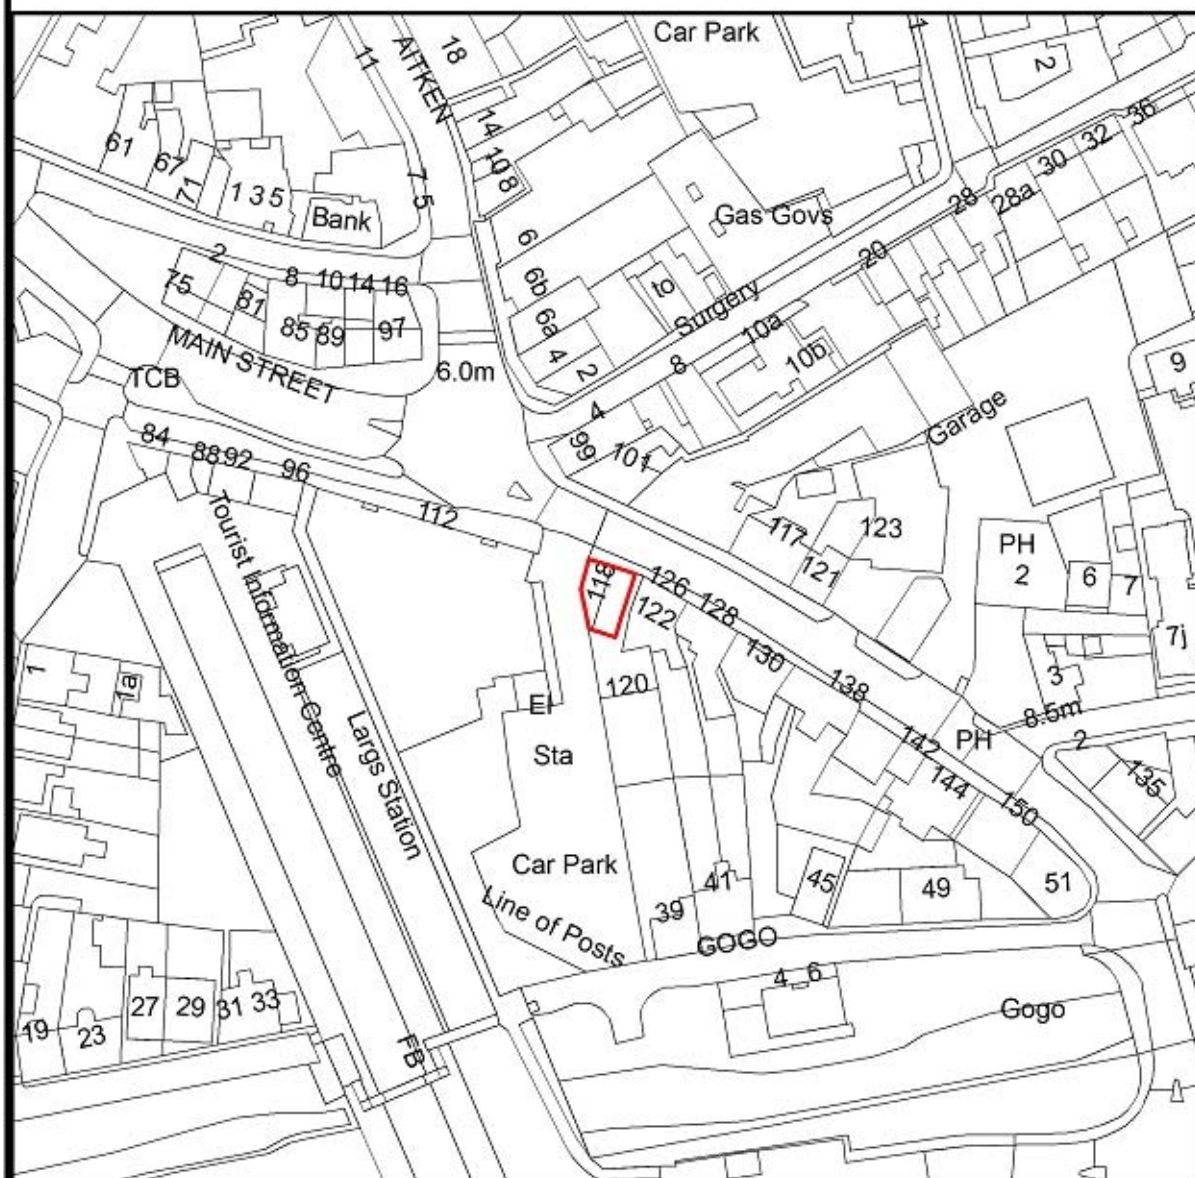 Car Park
1
11
AITKEN
18
2
36
14
10
8
32
30
61
67
71
1 3 5
Bank
7 5
28a
28
Gas Govs
6
20
2
8
10
14
16
6b
to
75
81
Surgery
6a
10a
85
89
97
4
10b
MAIN STREET
2
8
9
TCB
6.0m
4
Garage
84
88
92
96
99
101
112
117
123
PH
2
121
6
7
118
126
128
122
7j
Tourist Information Centre
130
1
1a
120
138
3
El
8.5m
Largs Station
142
PH
2
Sta
144
135
150
Car Park
41
45
49
51
39
Line of Posts
GOGO
4
6
27
29
31
33
Gogo
19
23
FB